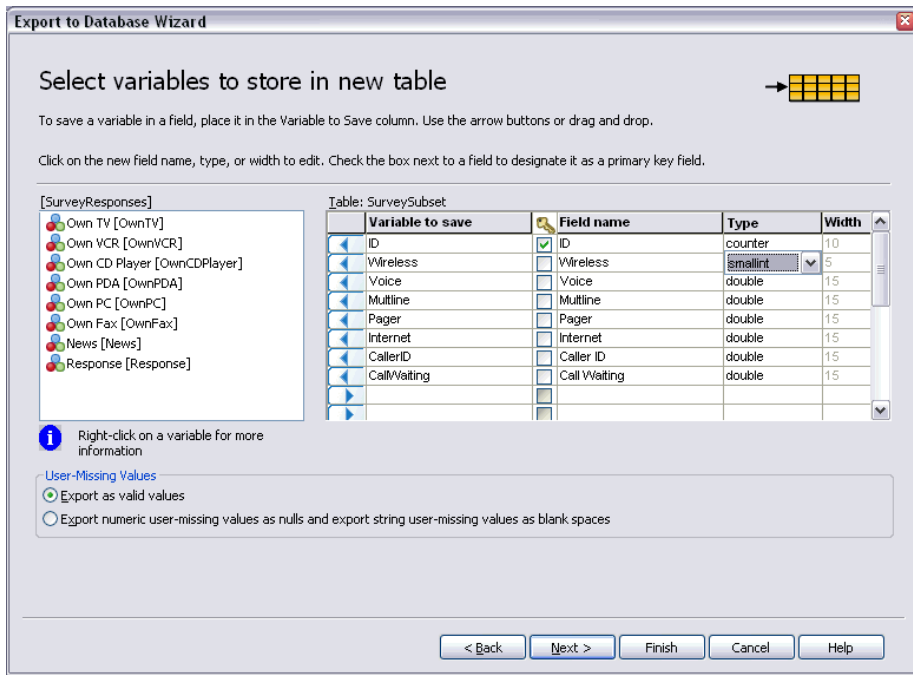 Export to Database Wizard
Select variables to store in new table
To save a variable in a field, place it in the Variable to Save column. Use the arrow buttons or drag and drop.
Click on the new field name, type, or width to edit. Check the box next to a field to designate it as a primary key field.
[SurveyResponses]
Own TV [OwnTV]
Own VCR [OwnVCR]
Own CD Player [OwnCDPlayer]
Own PDA [OwnPDA]
Own PC [OwnPC]
Own Fax [OwnFax]
News [News]
Response [Response]
Table: SurveySubset
Variable to save Field name Type Width
ID ID counter 10
Wireless Wireless smallint 5
Voice Voice double 15
Multline Multline double 15
Pager Pager double 15
Internet Internet double 15
CallerID Caller ID double 15
CallWaiting Call Waiting double 15
i Right-click on a variable for more
information
User-Missing Values
Export as valid values
Export numeric user-missing values as nulls and export string user-missing values as blank spaces
< Back Next > Finish Cancel Help